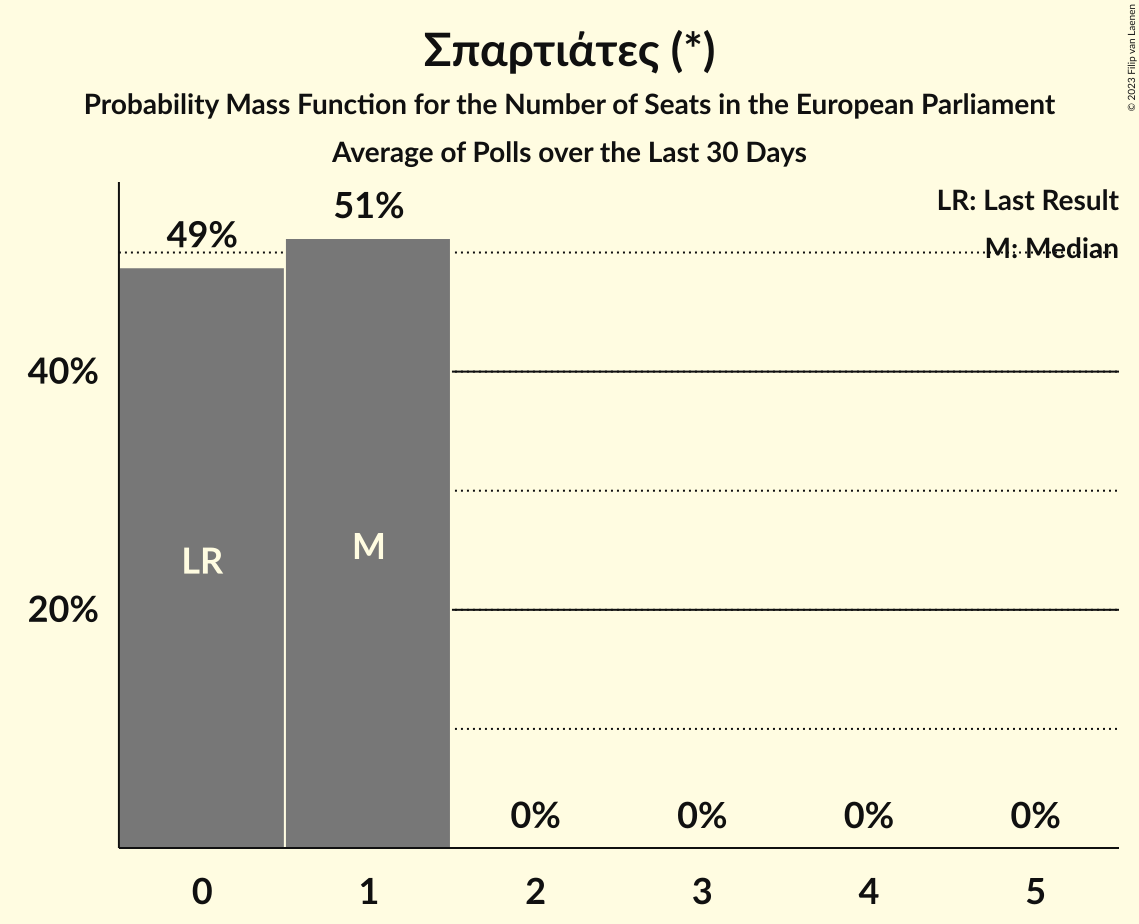 Σπαρτιάτες (*)
Probability Mass Function for the Number of Seats in the European Parliament
Average of Polls over the Last 30 Days
© 2023 Filip van Laenen
LR: Last Result
M: Median
49%
51%
40%
20%
LR
M
0%
0%
0%
0%
0
1
2
3
4
5